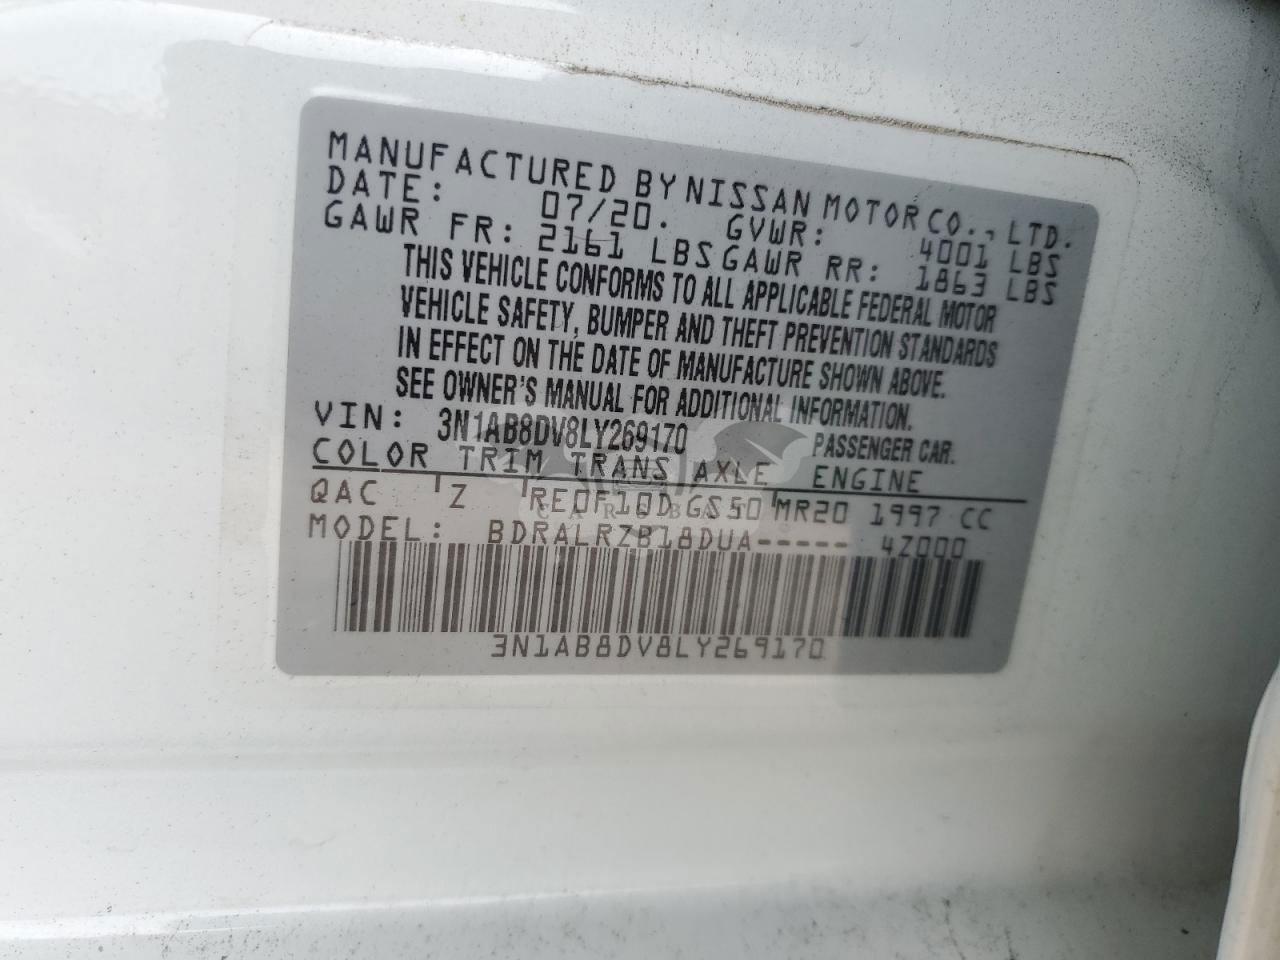 MANUFACTURED BY NISSAN MOTOR CO., LTD.
DATE: 07/20. GVWR: 4001 LBS
GAWR FR: 2161 LBS GAWR RR: 1863 LBS
THIS VEHICLE CONFORMS TO ALL APPLICABLE FEDERAL MOTOR
VEHICLE SAFETY, BUMPER AND THEFT PREVENTION STANDARDS
IN EFFECT ON THE DATE OF MANUFACTURE SHOWN ABOVE.
SEE OWNER'S MANUAL FOR ADDITIONAL INFORMATION.
VIN: 3N1AB8DV8LY269170 PASSENGER CAR.
COLOR TRIM TRANS AXLE ENGINE
QAC Z RE0F10D GS50 MR20 1997 CC
MODEL: BDRALRZB18DUA----- 4Z000
3N1AB8DV8LY269170